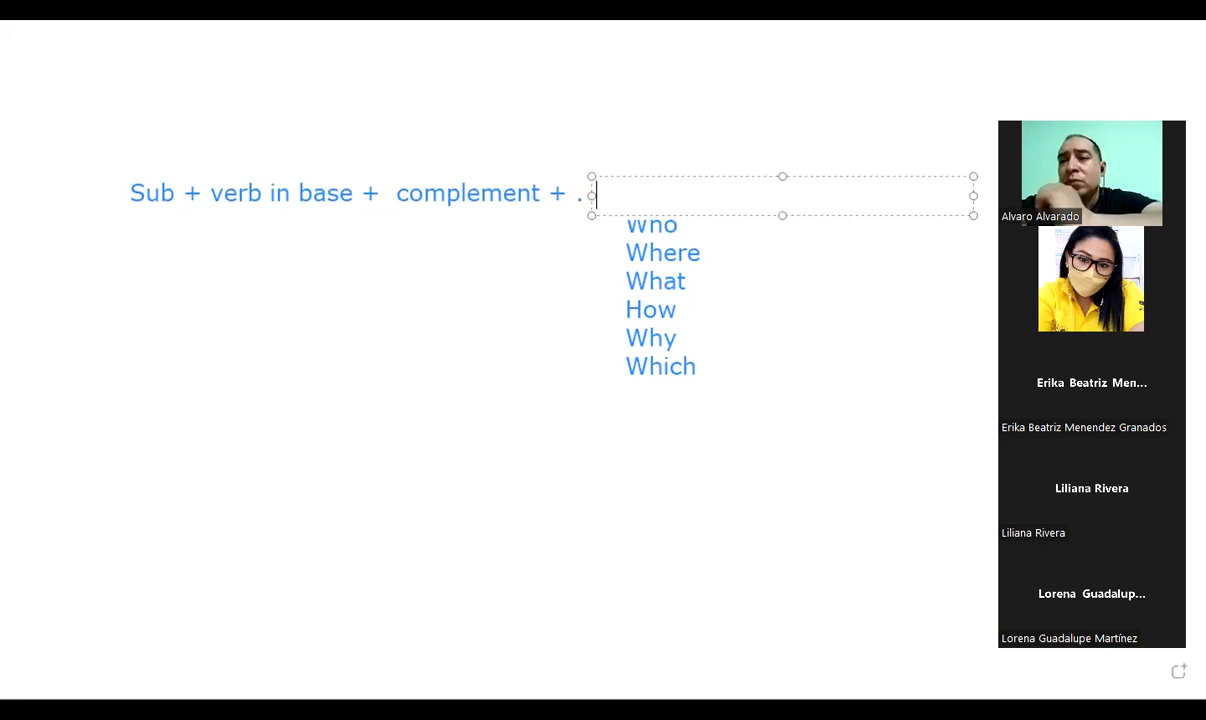 Sub + verb in base +  complement + .
Who
Where
What
How
Why
Which
Alvaro Alvarado
Erika Beatriz Men...
Erika Beatriz Menendez Granados
Liliana Rivera
Liliana Rivera
Lorena Guadalup...
Lorena Guadalupe Martínez